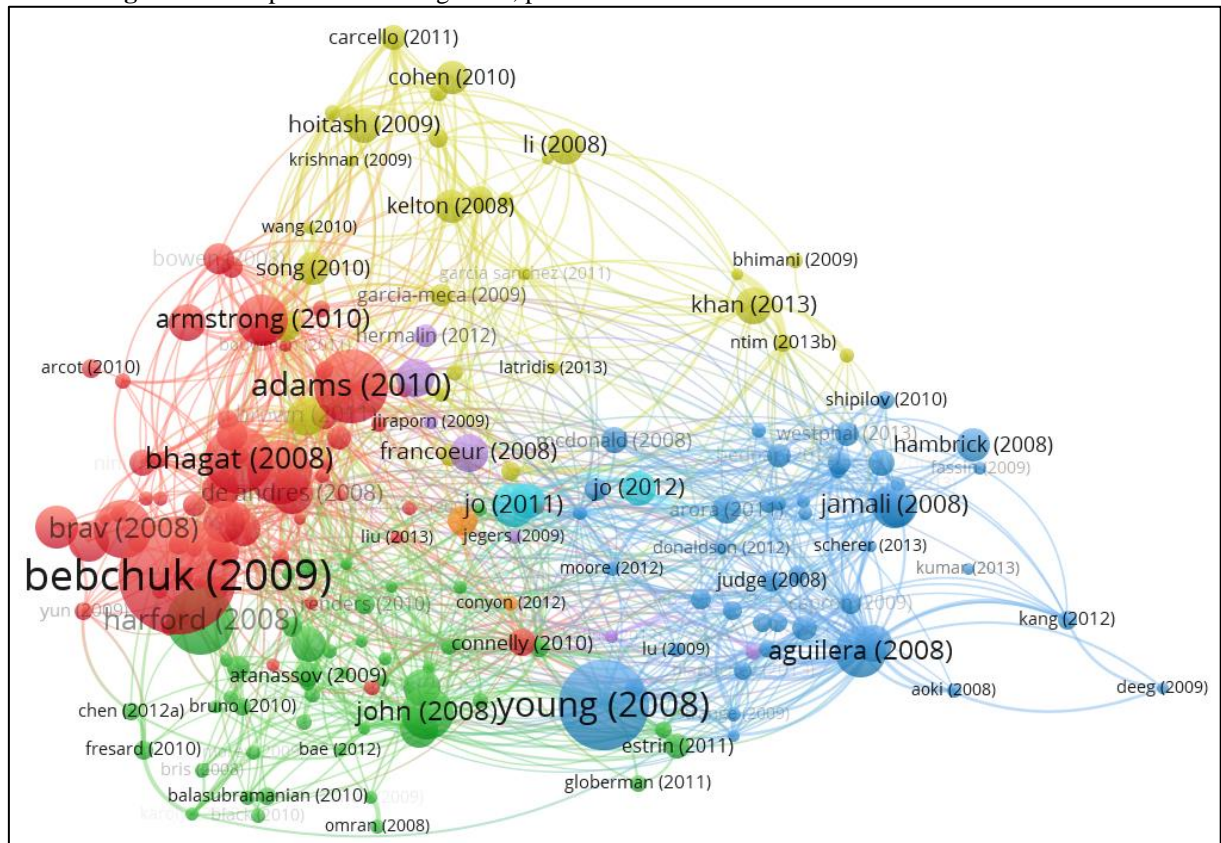 carcello (2011)
cohen (2010)
hoitash (2009)
li (2008)
krishnan (2009)
kelton (2008)
wang (2010)
bhimani (2009)
song (2010)
garcia sanchez (2011)
garcia-meca (2009)
khan (2013)
armstrong (2010)
hermalin (2012)
ntim (2013b)
arcot (2010)
latridis (2013)
adams (2010)
shipilov (2010)
jiraporn (2009)
mcdonald (2008)
westphal (2013)
hambrick (2008)
francoeur (2008)
bhagat (2008)
fassin (2009)
de andres (2008)
jo (2012)
jo (2011)
jamali (2008)
arora (2011)
brav (2008)
liu (2013)
jegers (2009)
donaldson (2012)
scherer (2013)
moore (2012)
kumar (2013)
bebchuk (2009)
judge (2008)
conyon (2012)
yun (2009)
harford (2008)
kang (2012)
connelly (2010)
lu (2009)
aguilera (2008)
atanassov (2009)
aoki (2008)
deeg (2009)
chen (2012a)
bruno (2010)
john (2008)
young (2008)
fresard (2010)
bae (2012)
estrin (2011)
bris (2008)
globerman (2011)
balasubramanian (2010)
black (2010)
omran (2008)